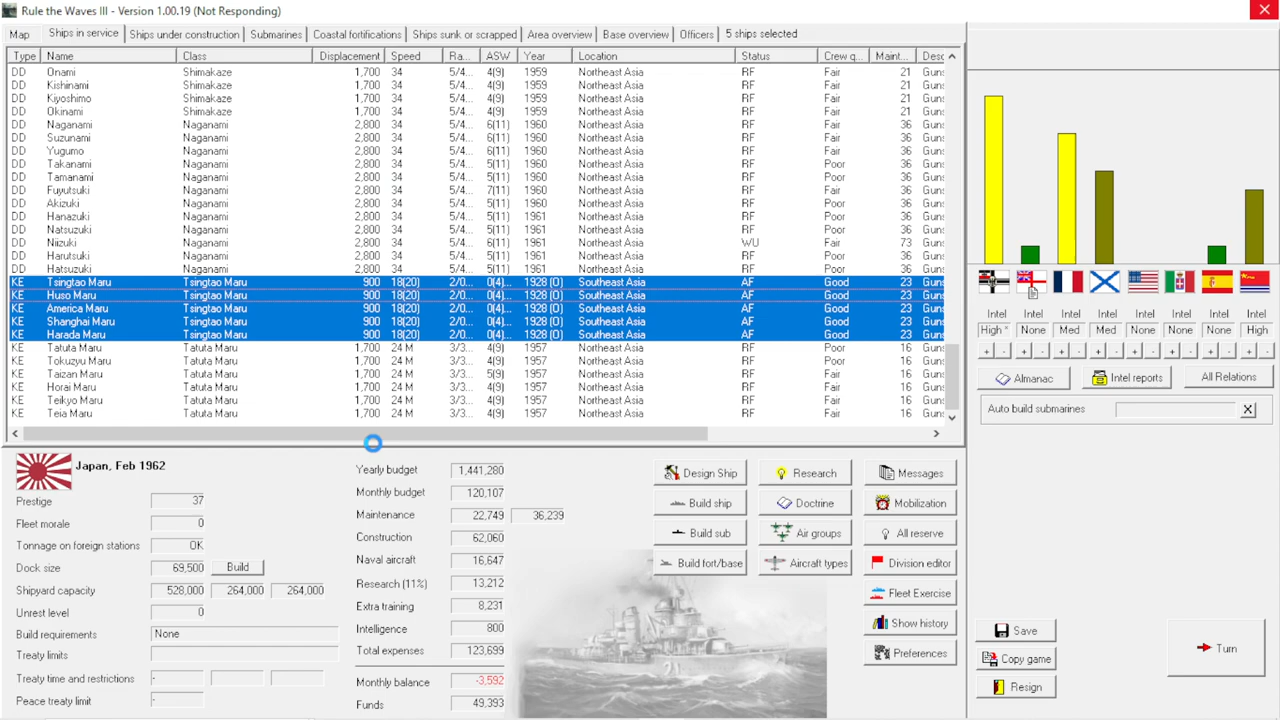 Rule the Waves III - Version 1.00.19 (Not Responding)
Map Ships in service Ships under construction Submarines Coastal fortifications Ships sunk or scrapped Area overview Base overview Officers 5 ships selected
Type Name Class Displacement Speed Ra... ASW Year Location Status Crew q... Maint... Desc
DD Onami Shimakaze 1,700 34 5/4... 4(9) 1959 Northeast Asia RF Fair 21 Guns
DD Kishinami Shimakaze 1,700 34 5/4... 4(9) 1959 Northeast Asia RF Fair 21 Guns
DD Kiyoshimo Shimakaze 1,700 34 5/4... 4(9) 1959 Northeast Asia RF Fair 21 Guns
DD Okinami Shimakaze 1,700 34 5/4... 4(9) 1959 Northeast Asia RF Fair 21 Guns
DD Naganami Naganami 2,800 34 5/4... 6(11) 1960 Northeast Asia RF Fair 36 Guns
DD Suzunami Naganami 2,800 34 5/4... 6(11) 1960 Northeast Asia RF Fair 36 Guns
DD Yugumo Naganami 2,800 34 5/4... 6(11) 1960 Northeast Asia RF Fair 36 Guns
DD Takanami Naganami 2,800 34 5/4... 5(11) 1960 Northeast Asia RF Poor 36 Guns
DD Tamanami Naganami 2,800 34 5/4... 5(11) 1960 Northeast Asia RF Poor 36 Guns
DD Fuyutsuki Naganami 2,800 34 5/4... 7(11) 1960 Northeast Asia RF Fair 36 Guns
DD Akizuki Naganami 2,800 34 5/4... 5(11) 1960 Northeast Asia RF Poor 36 Guns
DD Hanazuki Naganami 2,800 34 5/4... 5(11) 1961 Northeast Asia RF Poor 36 Guns
DD Natsuzuki Naganami 2,800 34 5/4... 5(11) 1961 Northeast Asia RF Poor 36 Guns
DD Niizuki Naganami 2,800 34 5/4... 6(11) 1961 Northeast Asia WU Fair 73 Guns
DD Harutsuki Naganami 2,800 34 5/4... 5(11) 1961 Northeast Asia RF Poor 36 Guns
DD Hatsuzuki Naganami 2,800 34 5/4... 5(11) 1961 Northeast Asia RF Poor 36 Guns
KE Tsingtao Maru Tsingtao Maru 900 18(20) 2/0... 0(4)... 1928 (O) Southeast Asia AF Good 23 Guns
KE Huso Maru Tsingtao Maru 900 18(20) 2/0... 0(4)... 1928 (O) Southeast Asia AF Good 23 Guns
KE America Maru Tsingtao Maru 900 18(20) 2/0... 0(4)... 1928 (O) Southeast Asia AF Good 23 Guns
KE Shanghai Maru Tsingtao Maru 900 18(20) 2/0... 0(4)... 1928 (O) Southeast Asia AF Good 23 Guns
KE Harada Maru Tsingtao Maru 900 18(20) 2/0... 0(4)... 1928 (O) Southeast Asia AF Good 23 Guns
KE Tatuta Maru Tatuta Maru 1,700 24 M 3/3... 4(9) 1957 Northeast Asia RF Poor 16 Guns
KE Tokuzyu Maru Tatuta Maru 1,700 24 M 3/3... 4(9) 1957 Northeast Asia RF Poor 16 Guns
KE Taizan Maru Tatuta Maru 1,700 24 M 3/3... 5(9) 1957 Northeast Asia RF Fair 16 Guns
KE Horai Maru Tatuta Maru 1,700 24 M 3/3... 4(9) 1957 Northeast Asia RF Fair 16 Guns
KE Teikyo Maru Tatuta Maru 1,700 24 M 3/3... 4(9) 1957 Northeast Asia RF Fair 16 Guns
KE Teia Maru Tatuta Maru 1,700 24 M 3/3... 4(9) 1957 Northeast Asia RF Fair 16 Guns
Intel Intel Intel Intel Intel Intel Intel Intel
High * None Med Med None None None High
+ - + - + - + - + - + - + - + -
Almanac Intel reports All Relations
Auto build submarines X
Japan, Feb 1962
Prestige 37
Fleet morale 0
Tonnage on foreign stations OK
Dock size 69,500 Build
Shipyard capacity 528,000 264,000 264,000
Unrest level 0
Build requirements None
Treaty limits
Treaty time and restrictions - 
Peace treaty limit -
Yearly budget 1,441,280
Monthly budget 120,107
Maintenance 22,749 36,239
Construction 62,060
Naval aircraft 16,647
Research (11%) 13,212
Extra training 8,231
Intelligence 800
Total expenses 123,699
Monthly balance -3,592
Funds 49,393
Design Ship Research Messages
Build ship Doctrine Mobilization
Build sub Air groups All reserve
Build fort/base Aircraft types Division editor
Fleet Exercise
Show history
Preferences
21
Save
Copy game
Resign
Turn